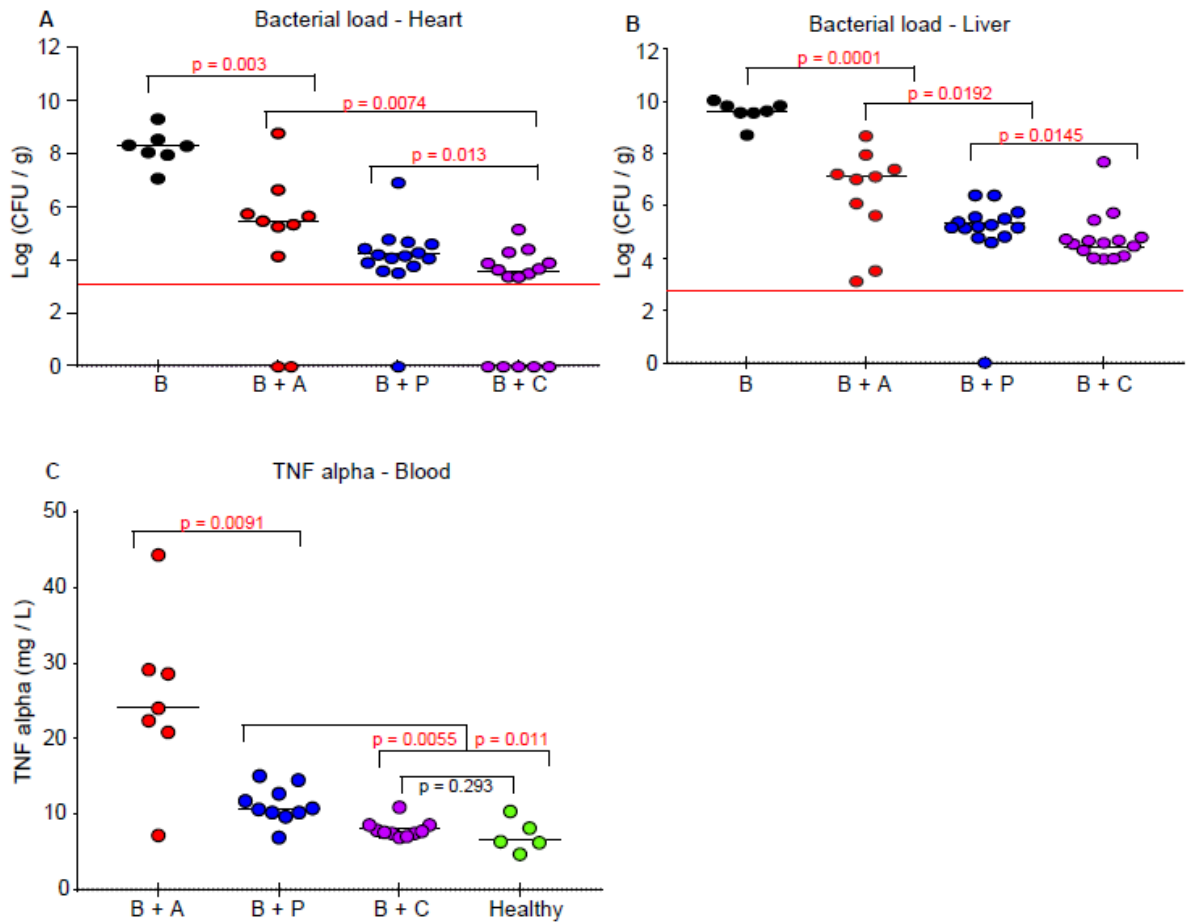 A Bacterial load - Heart
12
10
8
6
4
2
0
Log (CFU / g)
p = 0.003
p = 0.0074
p = 0.013
B B + A B + P B + C
B Bacterial load - Liver
12
10
8
6
4
2
0
Log (CFU / g)
p = 0.0001
p = 0.0192
p = 0.0145
B B + A B + P B + C
C TNF alpha - Blood
50
40
30
20
10
0
TNF alpha (mg / L)
p = 0.0091
p = 0.0055 p = 0.011
p = 0.293
B + A B + P B + C Healthy